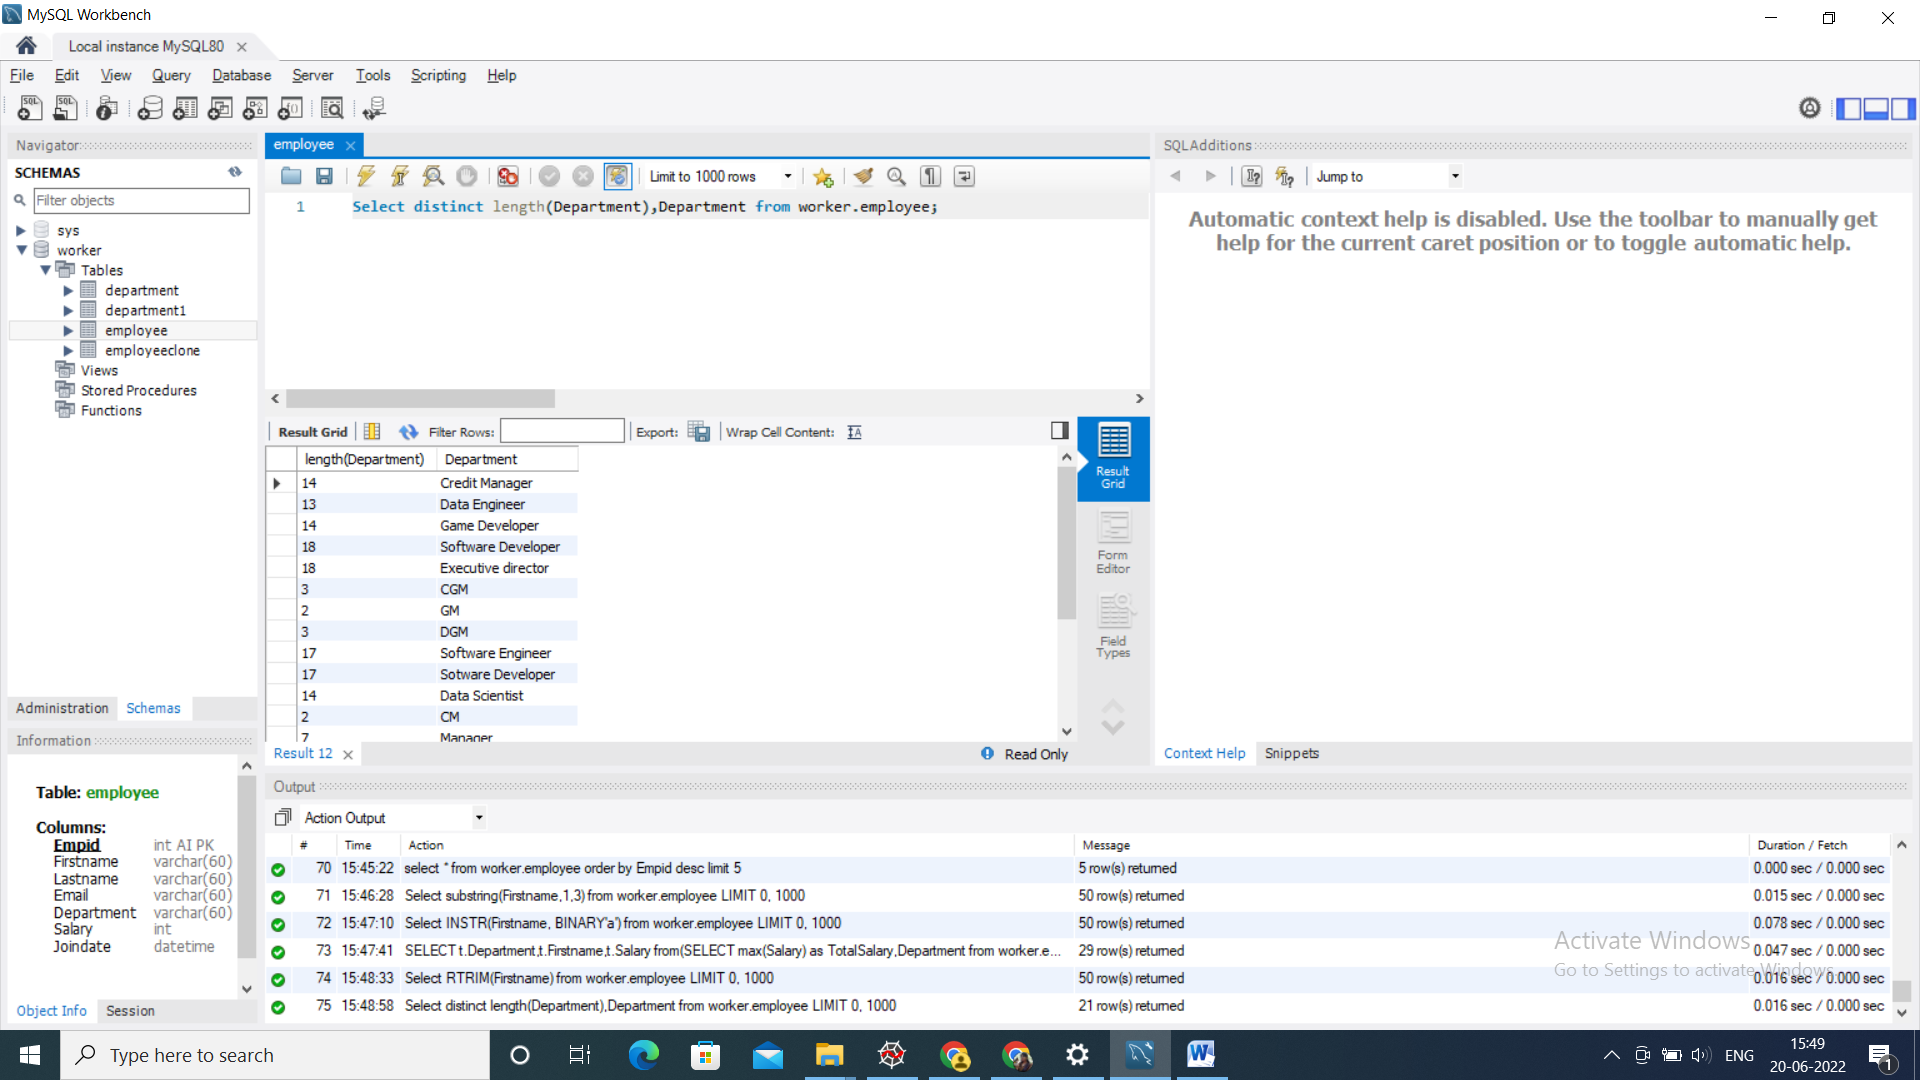 MySQL Workbench
Local instance MySQL80
File Edit View Query Database Server Tools Scripting Help
Navigator
SCHEMAS
Filter objects
sys
worker
Tables
department
department1
employee
employeeclone
Views
Stored Procedures
Functions
Administration Schemas
Information
Table: employee
Columns:
Empid int AI PK
Firstname varchar(60)
Lastname varchar(60)
Email varchar(60)
Department varchar(60)
Salary int
Joindate datetime
Object Info Session
employee
Limit to 1000 rows
1 Select distinct length(Department),Department from worker.employee;
Result Grid Filter Rows: Export: Wrap Cell Content:
length(Department) Department
14 Credit Manager
13 Data Engineer
14 Game Developer
18 Software Developer
18 Executive director
3 CGM
2 GM
3 DGM
17 Software Engineer
17 Sotware Developer
14 Data Scientist
2 CM
7 Manager
Result Grid
Form Editor
Field Types
Result 12
Read Only
SQLAdditions
Jump to
Automatic context help is disabled. Use the toolbar to manually get
help for the current caret position or to toggle automatic help.
Context Help Snippets
Output
Action Output
# Time Action Message Duration / Fetch
70 15:45:22 select * from worker.employee order by Empid desc limit 5 5 row(s) returned 0.000 sec / 0.000 sec
71 15:46:28 Select substring(Firstname,1,3) from worker.employee LIMIT 0, 1000 50 row(s) returned 0.015 sec / 0.000 sec
72 15:47:10 Select INSTR(Firstname, BINARY'a') from worker.employee LIMIT 0, 1000 50 row(s) returned 0.078 sec / 0.000 sec
73 15:47:41 SELECT t.Department,t.Firstname,t.Salary from(SELECT max(Salary) as TotalSalary,Department from worker.e... 29 row(s) returned 0.047 sec / 0.000 sec
74 15:48:33 Select RTRIM(Firstname) from worker.employee LIMIT 0, 1000 50 row(s) returned 0.016 sec / 0.000 sec
75 15:48:58 Select distinct length(Department),Department from worker.employee LIMIT 0, 1000 21 row(s) returned 0.016 sec / 0.000 sec
Activate Windows
Go to Settings to activate Windows.
Type here to search
ENG
15:49
20-06-2022
1